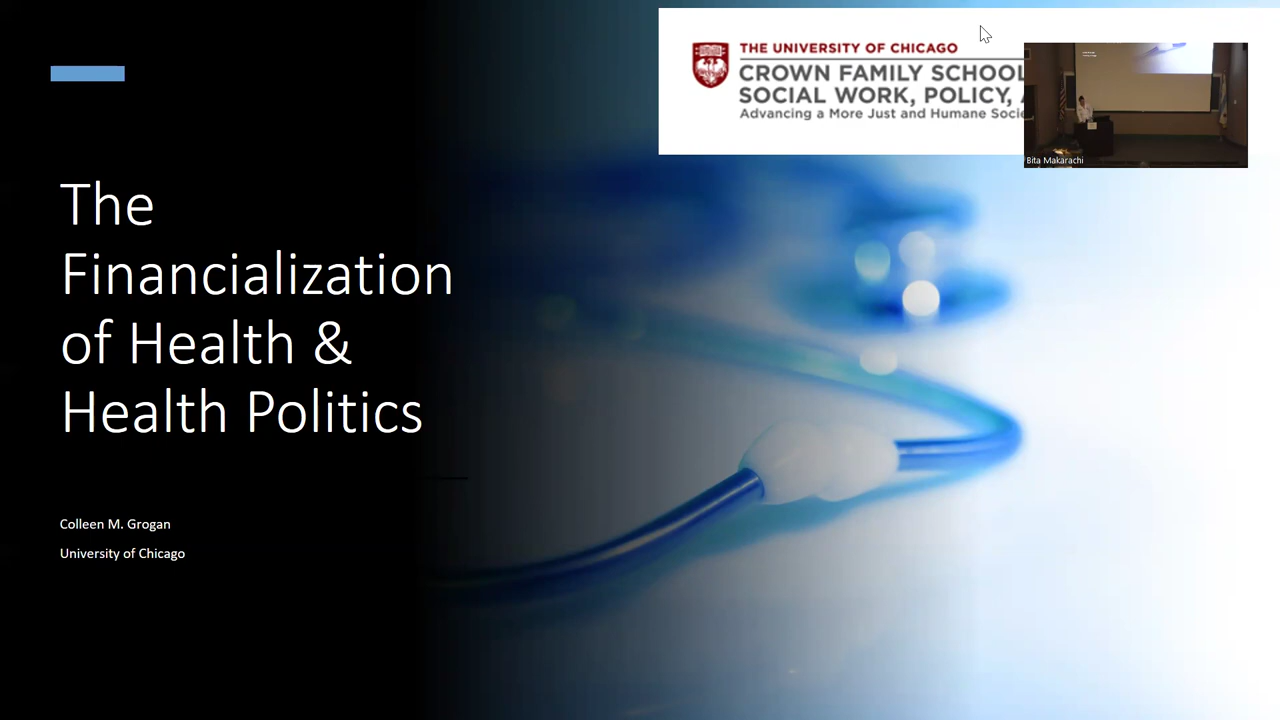 THE UNIVERSITY OF CHICAGO
CROWN FAMILY SCHOOL
SOCIAL WORK, POLICY,
Advancing a More Just and Humane Socie
Bita Makarachi
The
Financialization
of Health &
Health Politics
Colleen M. Grogan
University of Chicago